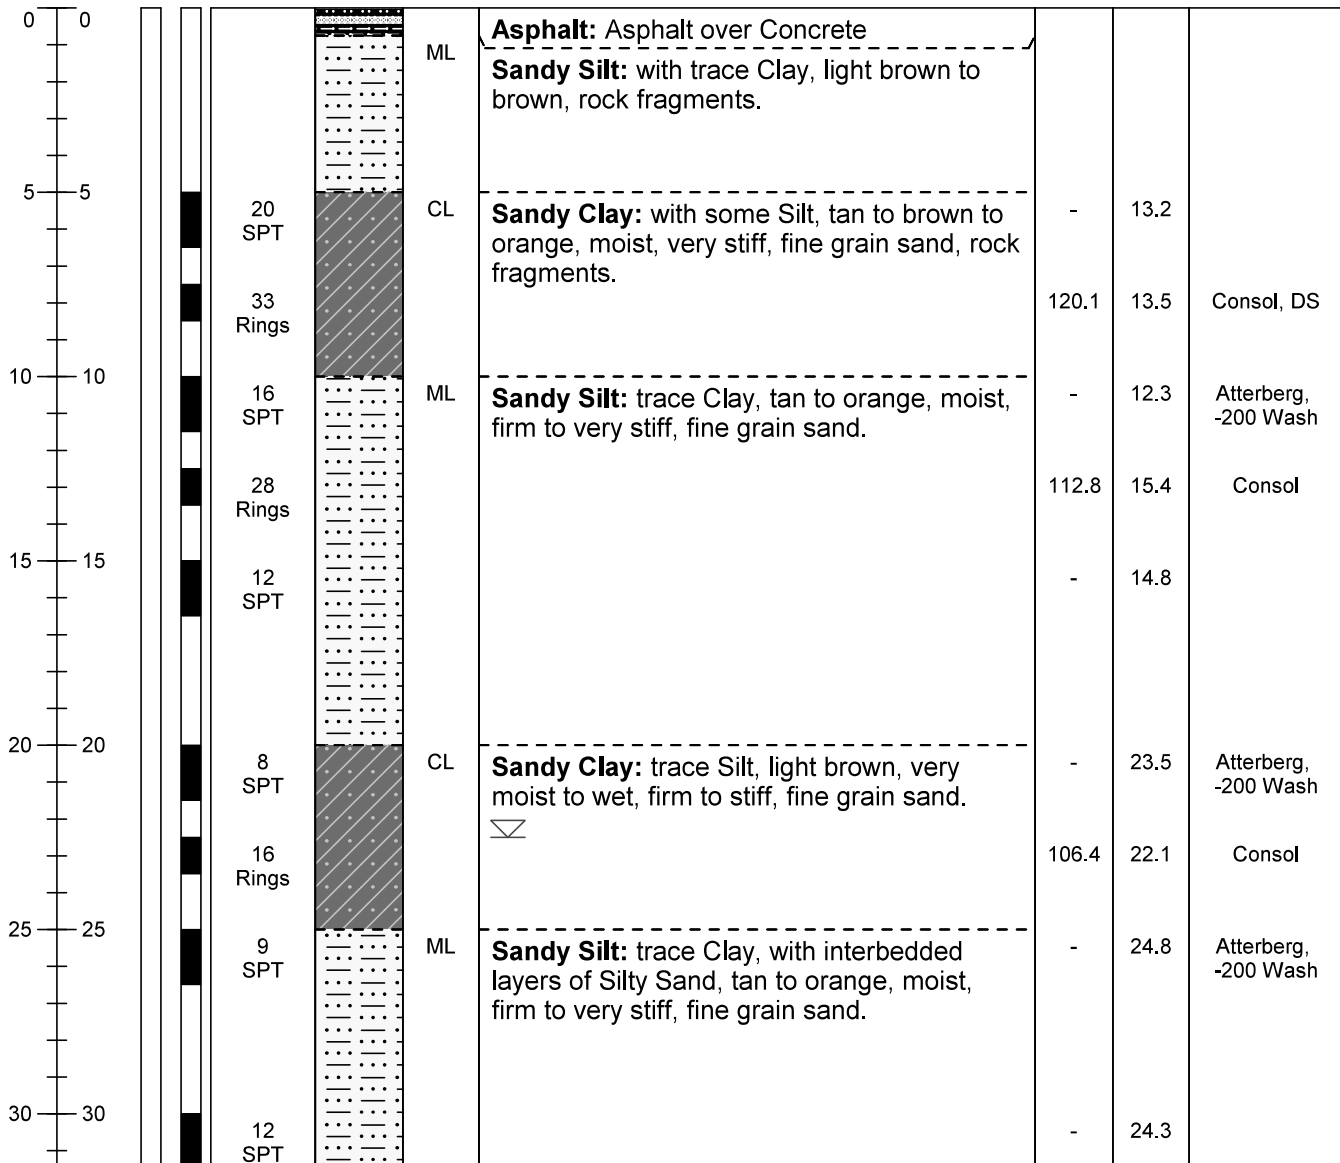 0 0
Asphalt: Asphalt over Concrete
ML
Sandy Silt: with trace Clay, light brown to
brown, rock fragments.
5 5
20
SPT
CL
Sandy Clay: with some Silt, tan to brown to
orange, moist, very stiff, fine grain sand, rock
fragments.
- 13.2
33
Rings
120.1 13.5 Consol, DS
10 10
16
SPT
ML
Sandy Silt: trace Clay, tan to orange, moist,
firm to very stiff, fine grain sand.
- 12.3 Atterberg,
-200 Wash
28
Rings
112.8 15.4 Consol
15 15
12
SPT
- 14.8
20 20
8
SPT
CL
Sandy Clay: trace Silt, light brown, very
moist to wet, firm to stiff, fine grain sand.
- 23.5 Atterberg,
-200 Wash
16
Rings
106.4 22.1 Consol
25 25
9
SPT
ML
Sandy Silt: trace Clay, with interbedded
layers of Silty Sand, tan to orange, moist,
firm to very stiff, fine grain sand.
- 24.8 Atterberg,
-200 Wash
30 30
12
SPT
- 24.3